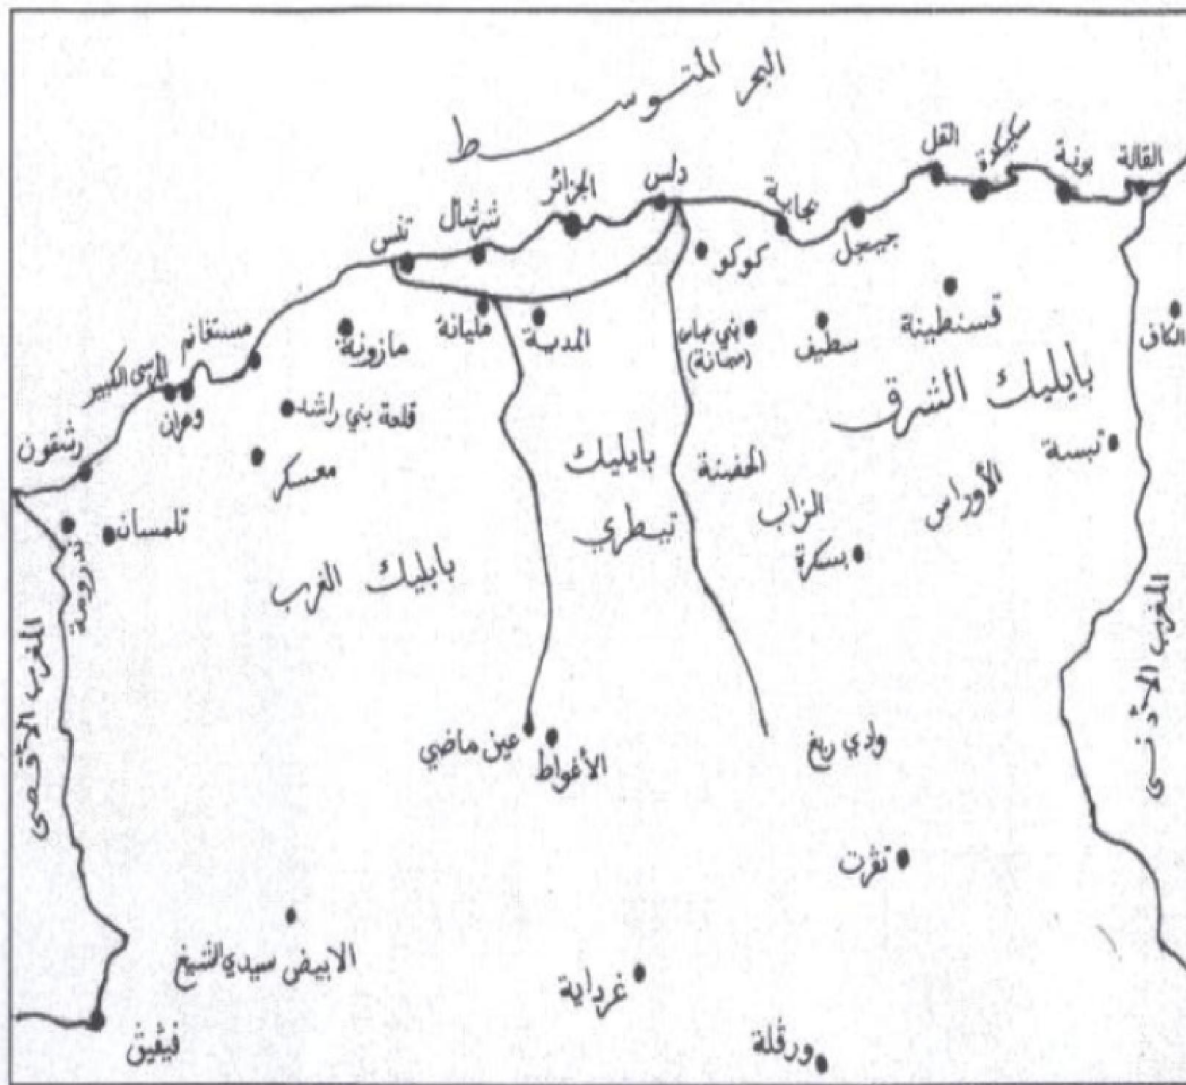 البحر المتوسط
القالة
بونة
سكيكدة
القل
جيجل
بجاية
دلس
الجزائر
شرشال
تنس
كوكو
قسنطينة
الكاف
سطيف
بني عباس
(مجانة)
المدية
مليانة
مازونة
مستغانم
المرسى الكبير
وهران
قلعة بني راشد
معسكر
رشقون
تلمسان
ندرومة
بايليك الشرق
تبسة
الحضنة
الزاب
الأوراس
بسكرة
بايليك
تيطري
بايليك الغرب
المغرب الأقصى
المغرب الأدنى
عين ماضي
الأغواط
وادي ريغ
تقرت
الابيض سيدي الشيخ
غرداية
ورقلة
فيقيق